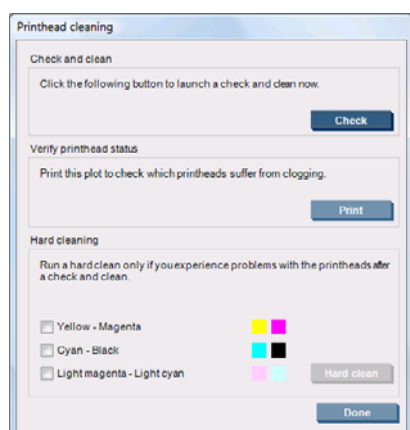 Printhead cleaning
Check and clean
Click the following button to launch a check and clean now.
Check
Verify printhead status
Print this plot to check which printheads suffer from clogging.
Print
Hard cleaning
Run a hard clean only if you experience problems with the printheads after
a check and clean.
Yellow - Magenta
Cyan - Black
Light magenta - Light cyan
Hard clean
Done